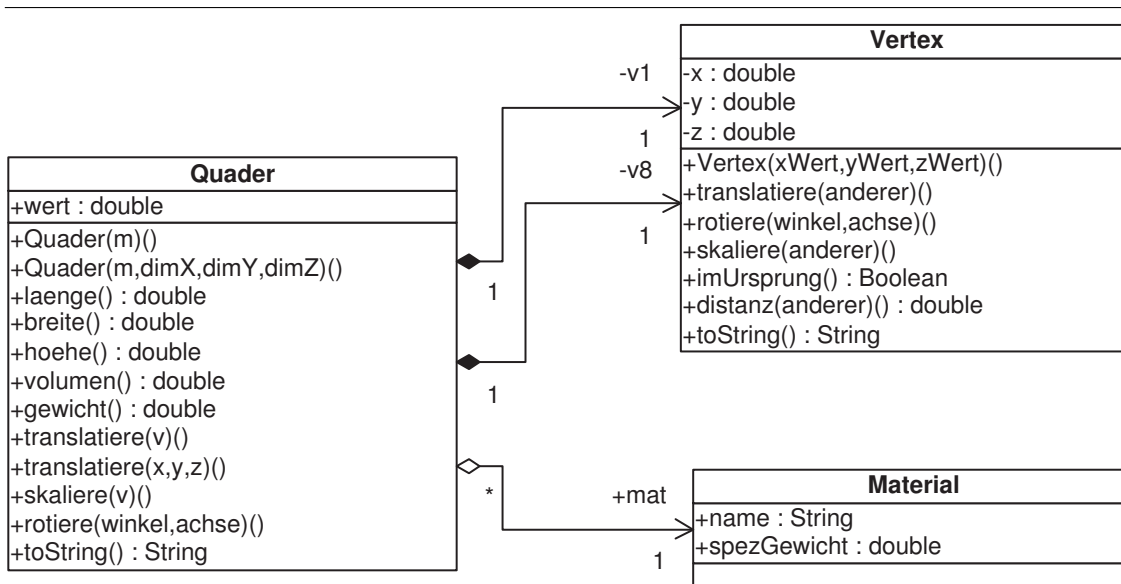 Quader
+wert : double
+Quader(m)()
+Quader(m,dimX,dimY,dimZ)()
+laenge() : double
+breite() : double
+hoehe() : double
+volumen() : double
+gewicht() : double
+translatiere(v)()
+translatiere(x,y,z)()
+skaliere(v)()
+rotiere(winkel,achse)()
+toString() : String
-v1
1
1
-v8
1
1
+mat
*
1
Vertex
-x : double
-y : double
-z : double
+Vertex(xWert,yWert,zWert)()
+translatiere(anderer)()
+rotiere(winkel,achse)()
+skaliere(anderer)()
+imUrsprung() : Boolean
+distanz(anderer)() : double
+toString() : String
Material
+name : String
+spezGewicht : double